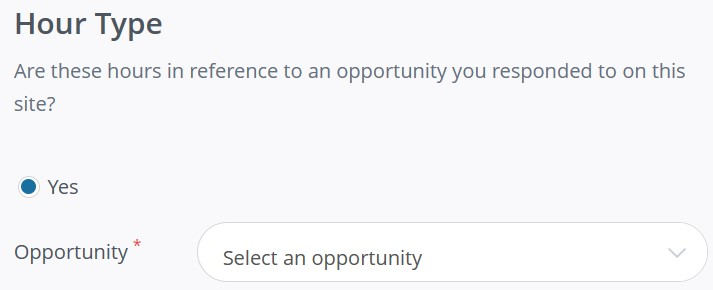 Hour Type
Are these hours in reference to an opportunity you responded to on this
site?
Yes
Opportunity *
Select an opportunity